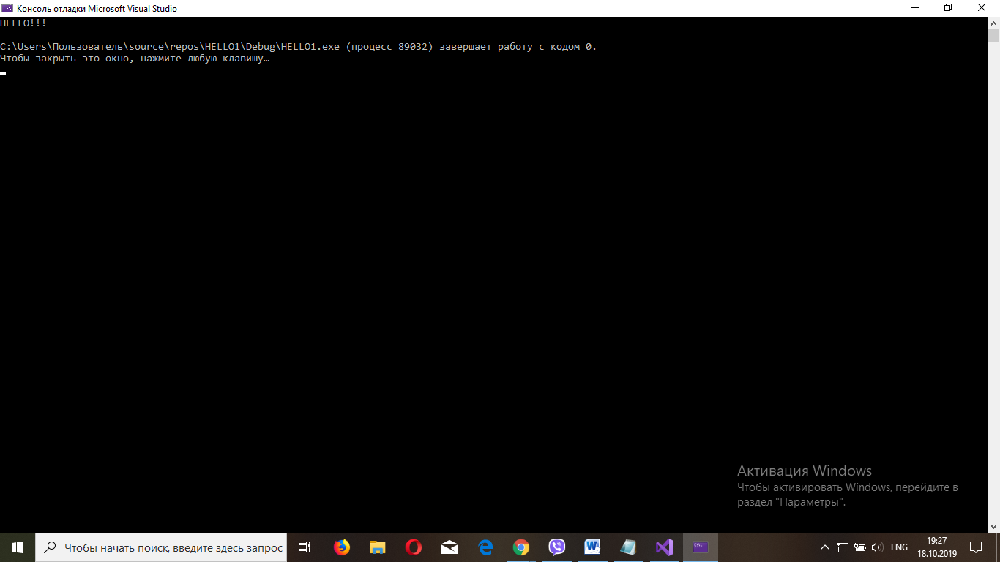 Консоль отладки Microsoft Visual Studio
HELLO!!!
C:\Users\Пользователь\source\repos\HELLO1\Debug\HELLO1.exe (процесс 89032) завершает работу с кодом 0.
Чтобы закрыть это окно, нажмите любую клавишу…
Активация Windows
Чтобы активировать Windows, перейдите в
раздел "Параметры".
Чтобы начать поиск, введите здесь запрос
ENG
19:27
18.10.2019